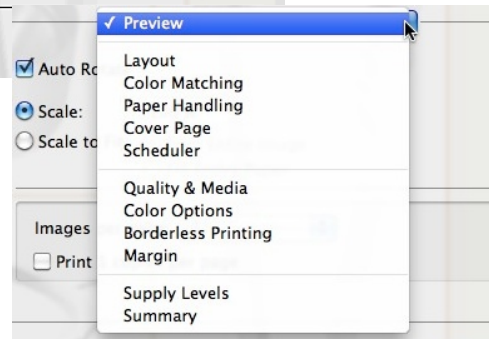 ✓ Preview
Layout
Auto Ro
Color Matching
Paper Handling
Scale:
Cover Page
Scale to
Scheduler
Quality & Media
Color Options
Images
Borderless Printing
Margin
Print
Supply Levels
Summary